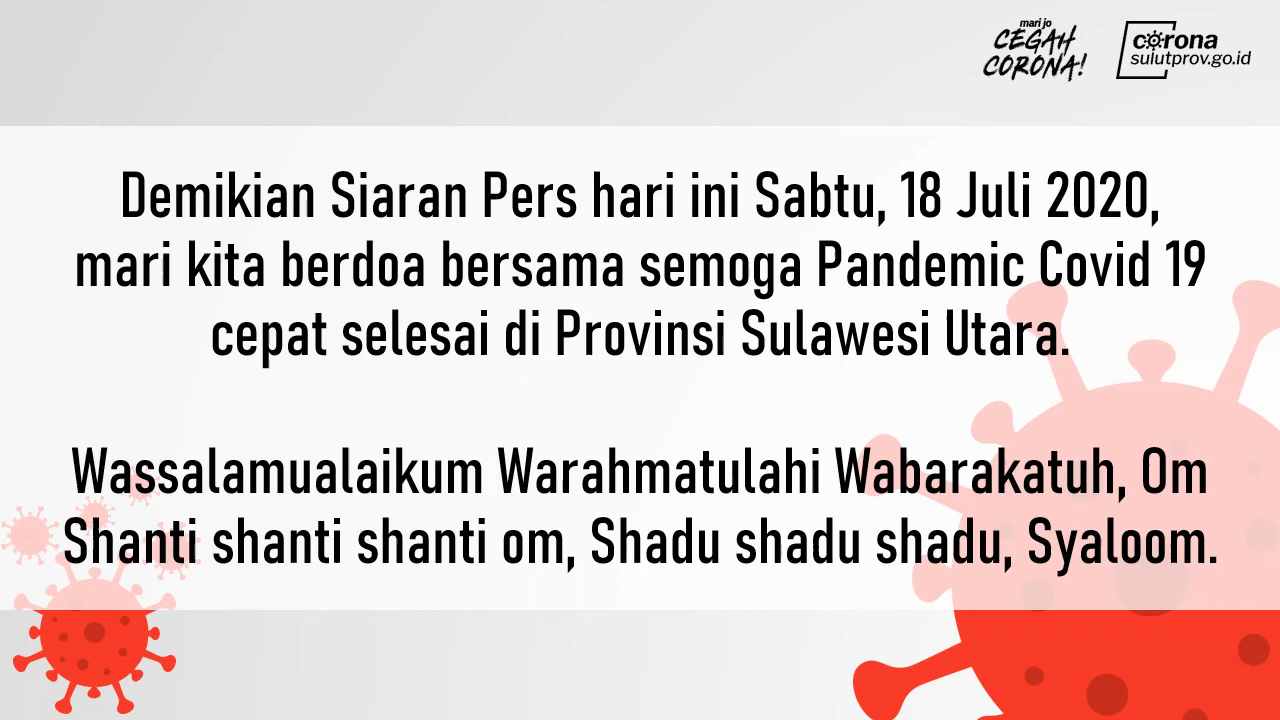 mari jo
CEGAH
CORONA!
corona
sulutprov.go.id
Demikian Siaran Pers hari ini Sabtu, 18 Juli 2020,
mari kita berdoa bersama semoga Pandemic Covid 19
cepat selesai di Provinsi Sulawesi Utara.
Wassalamualaikum Warahmatulahi Wabarakatuh, Om
Shanti shanti shanti om, Shadu shadu shadu, Syaloom.